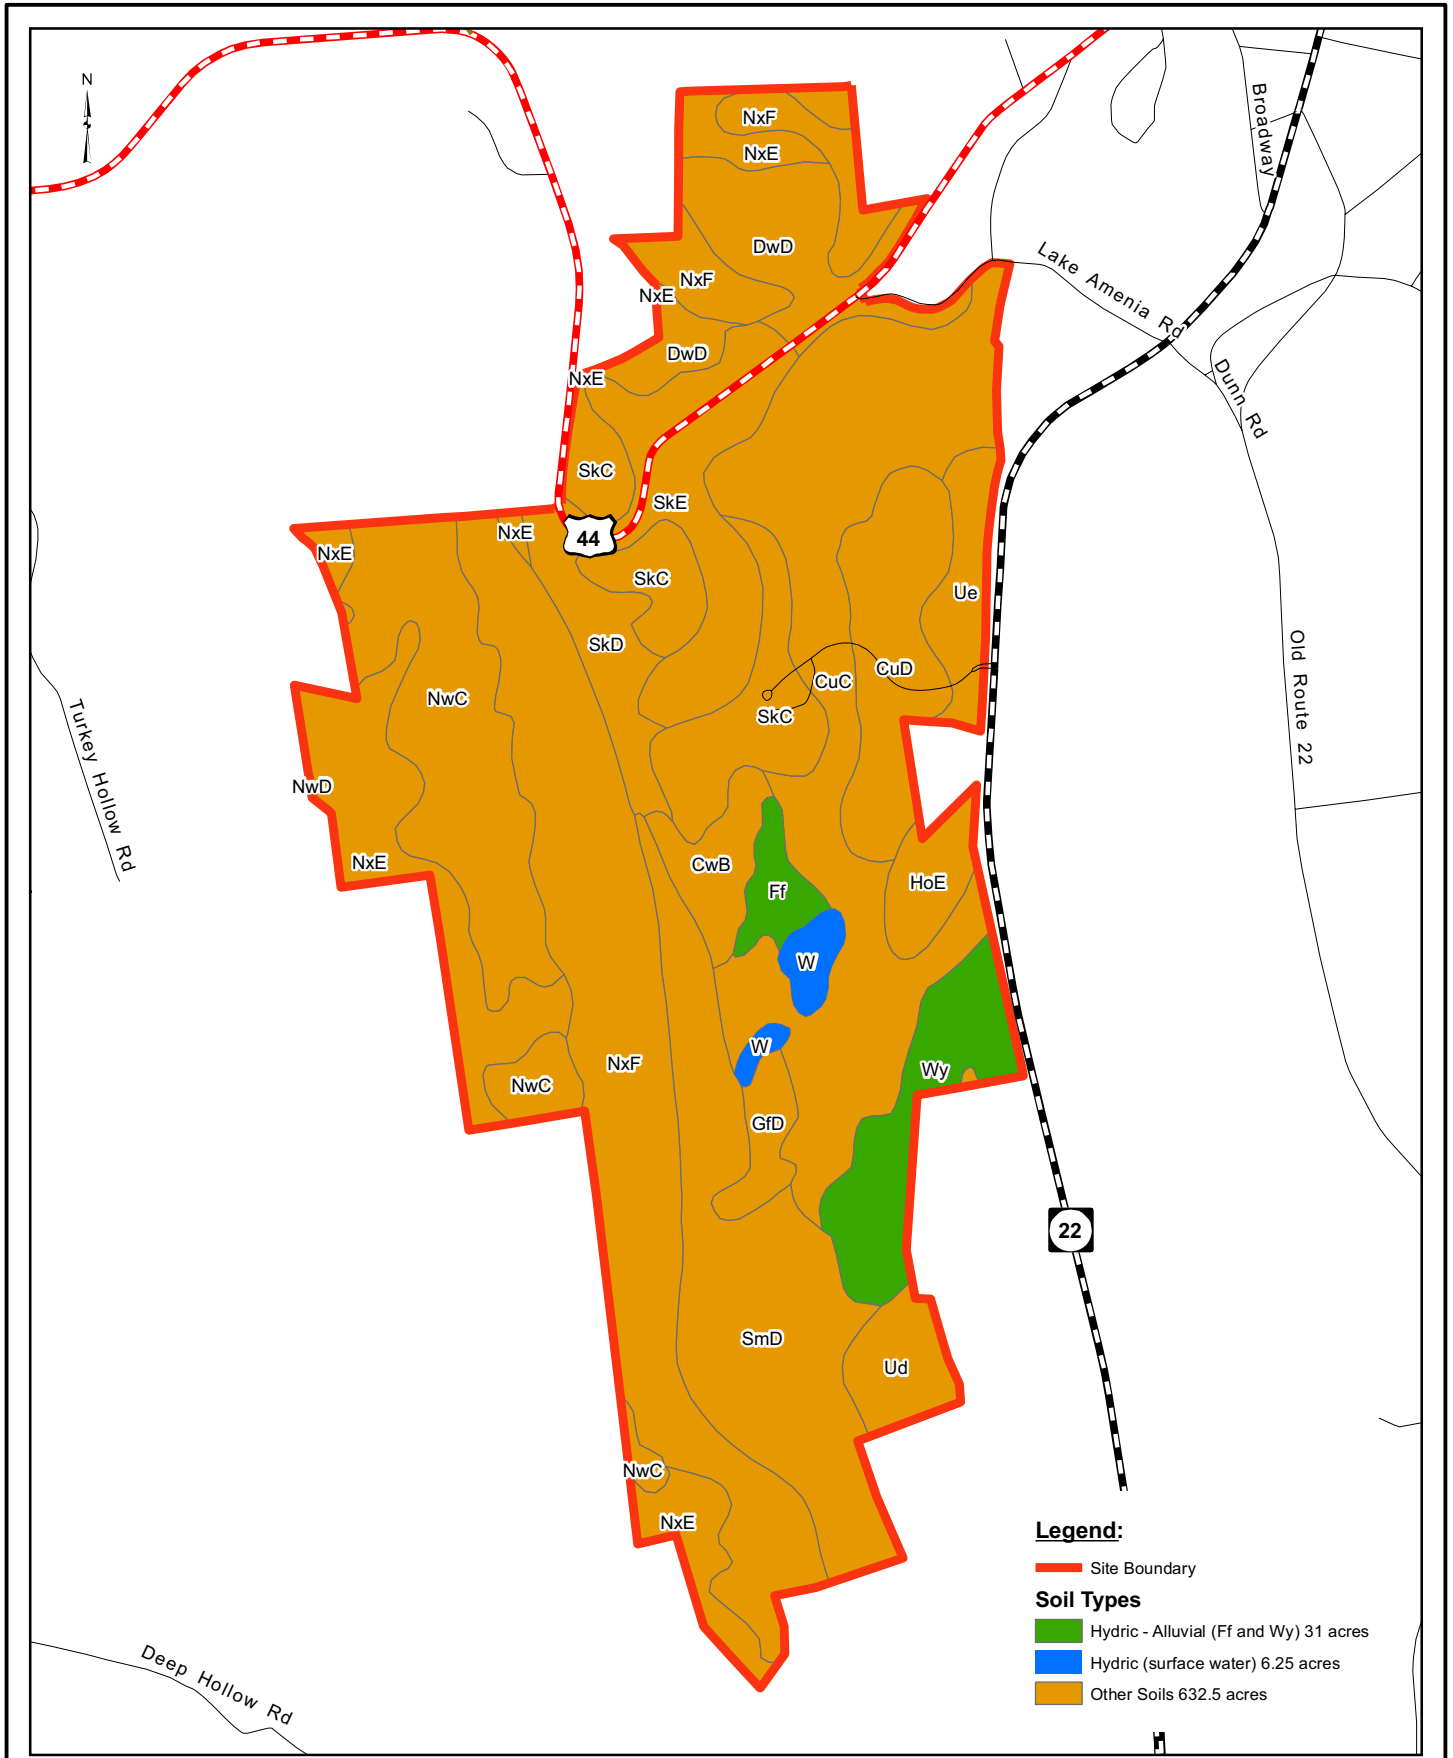 N
NxF
Broadway
NxE
DwD
Lake Amenia Rd
NxF
NxE
DwD
NxE
Dunn Rd
SkC
SkE
NxE
44
NxE
SkC
Ue
SkD
Old Route 22
CuD
CuC
NwC
SkC
Turkey Hollow Rd
NwD
NxE
CwB
HoE
Ff
W
W
NxF
Wy
NwC
GfD
22
SmD
Ud
NwC
NxE
Legend:
Site Boundary
Soil Types
Hydric - Alluvial (Ff and Wy) 31 acres
Hydric (surface water) 6.25 acres
Other Soils 632.5 acres
Deep Hollow Rd